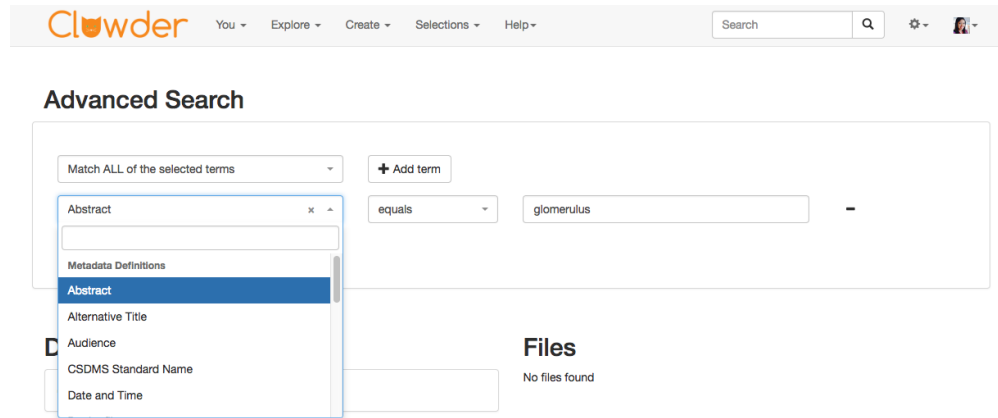 Clowder You Explore Create Selections Help Search
Advanced Search
Match ALL of the selected terms + Add term
Abstract × equals glomerulus −
Metadata Definitions
Abstract
Alternative Title
Audience
CSDMS Standard Name
Date and Time
D
Files
No files found